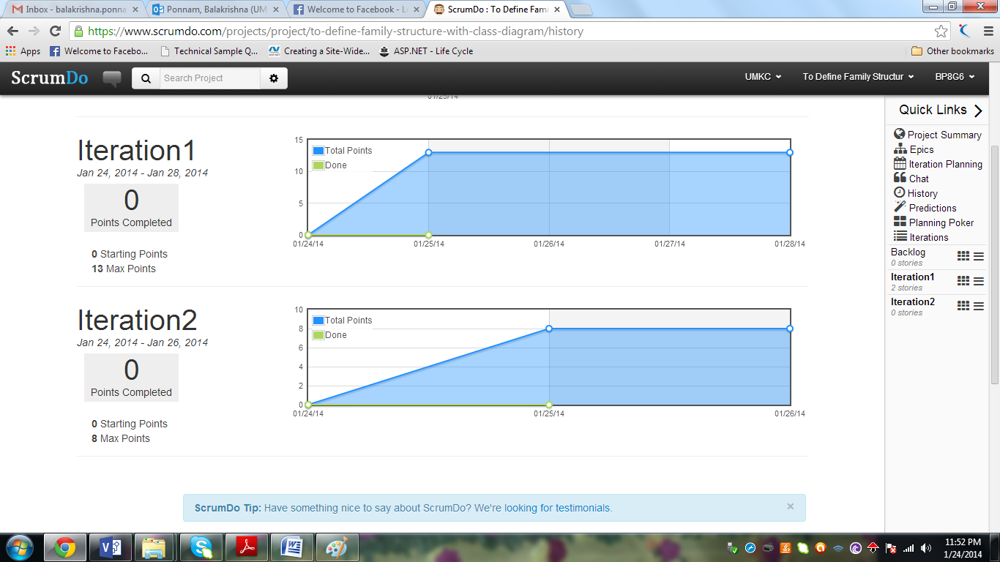 Inbox - balakrishna.ponna
Ponnam, Balakrishna (UM
Welcome to Facebook - Lo
ScrumDo : To Define Fami
https://www.scrumdo.com/projects/project/to-define-family-structure-with-class-diagram/history
Apps
Welcome to Facebo...
Technical Sample Q...
Creating a Site-Wide...
ASP.NET - Life Cycle
Other bookmarks
ScrumDo
Search Project
UMKC
To Define Family Structur
BP8G6
01/25/14
Iteration1
Jan 24, 2014 - Jan 28, 2014
0
Points Completed
0 Starting Points
13 Max Points
15
10
5
0
Total Points
Done
01/24/14 01/25/14 01/26/14 01/27/14 01/28/14
Iteration2
Jan 24, 2014 - Jan 26, 2014
0
Points Completed
0 Starting Points
8 Max Points
10
8
6
4
2
0
Total Points
Done
01/24/14 01/25/14 01/26/14
ScrumDo Tip: Have something nice to say about ScrumDo? We're looking for testimonials.
Quick Links
Project Summary
Epics
Iteration Planning
Chat
History
Predictions
Planning Poker
Iterations
Backlog
0 stories
Iteration1
2 stories
Iteration2
0 stories
11:52 PM
1/24/2014